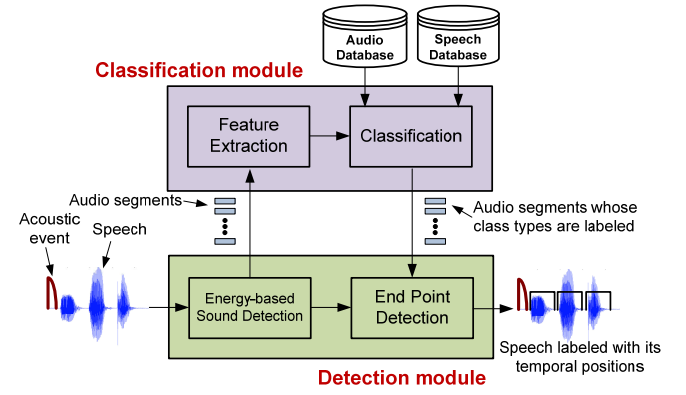 Audio
Database
Speech
Database
Classification module
Feature
Extraction
Classification
Audio segments
Acoustic
event
Speech
Audio segments whose
class types are labeled
Energy-based
Sound Detection
End Point
Detection
Speech labeled with its
temporal positions
Detection module